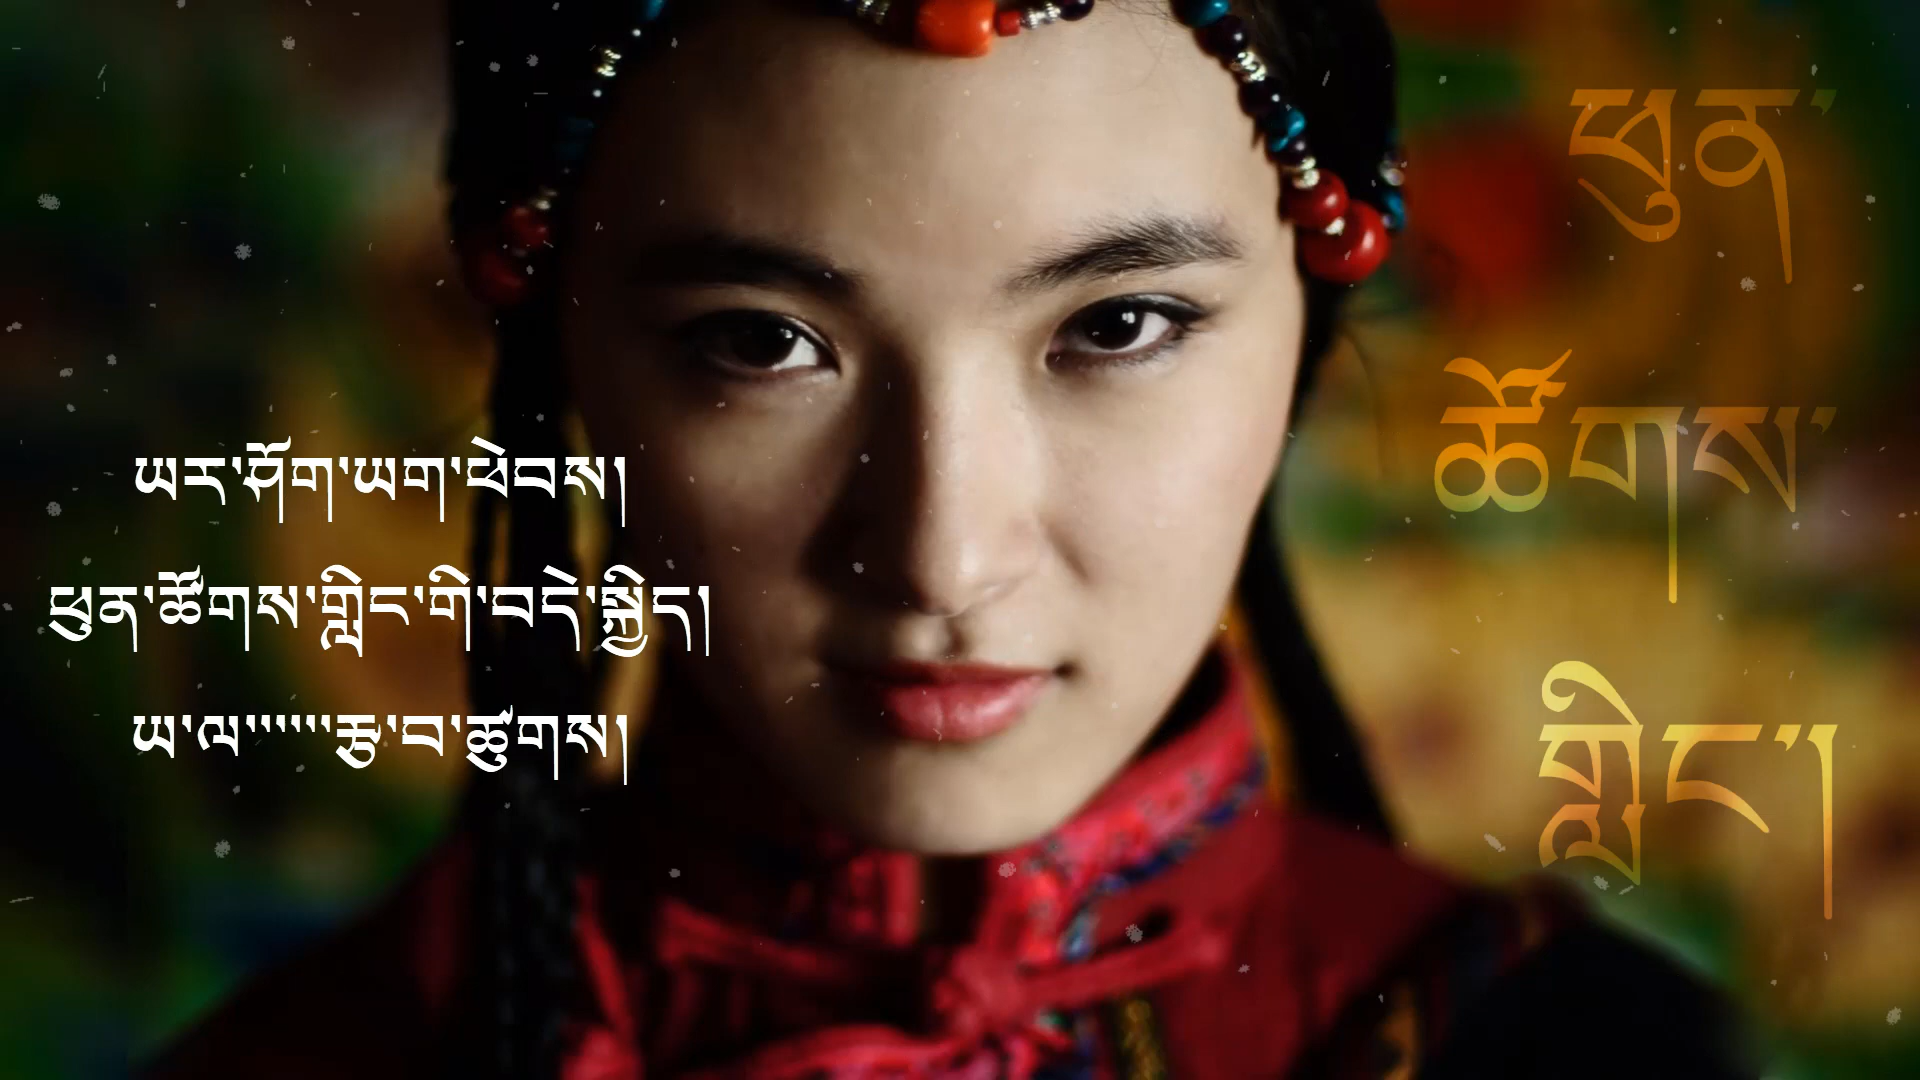 ཡར་ཤོག་ཡག་ཕེབས།
ཕུན་ཚོགས་གླིང་གི་བདེ་སྐྱིད།
ཡ་ལ་་་་་་རྩ་བ་ཚུགས།
ཕུན་
ཚོགས་
གླིང་།